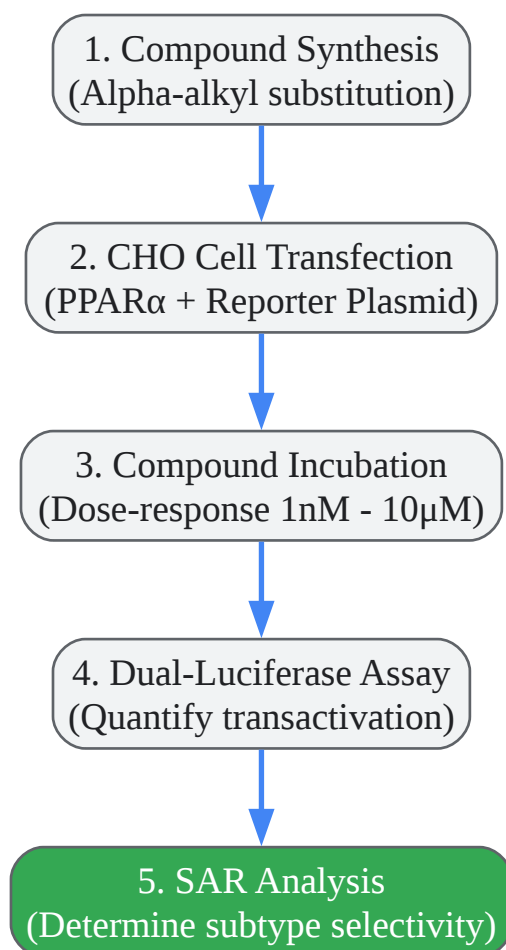 1. Compound Synthesis
(Alpha-alkyl substitution)
2. CHO Cell Transfection
(PPARα + Reporter Plasmid)
3. Compound Incubation
(Dose-response 1nM - 10μM)
4. Dual-Luciferase Assay
(Quantify transactivation)
5. SAR Analysis
(Determine subtype selectivity)